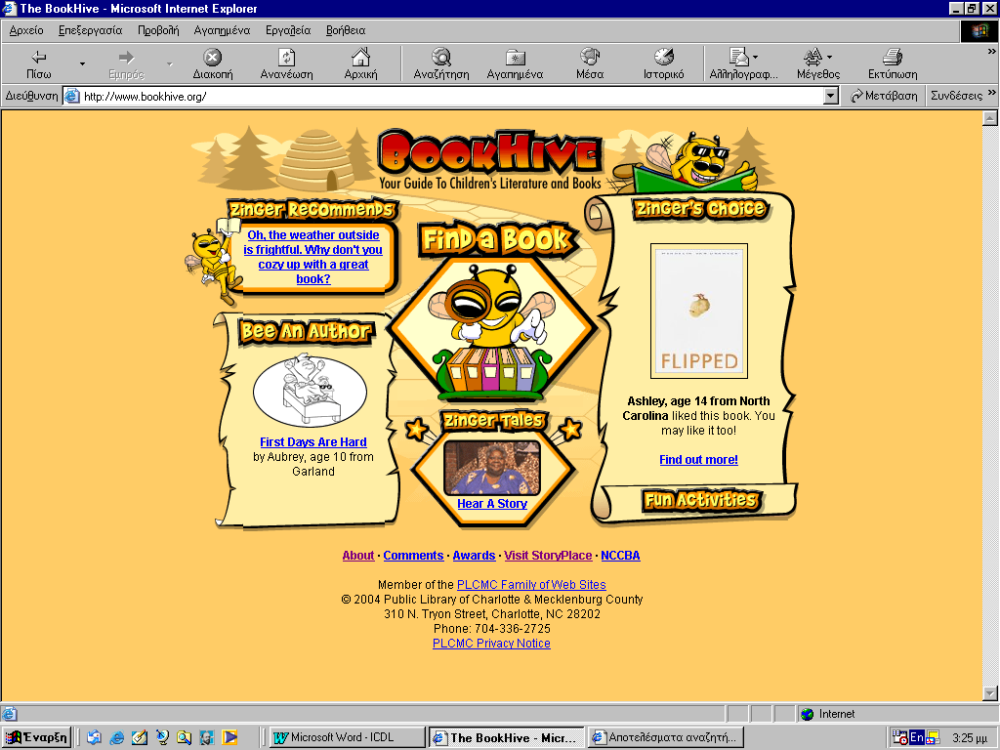 The BookHive - Microsoft Internet Explorer
Αρχείο Επεξεργασία Προβολή Αγαπημένα Εργαλεία Βοήθεια
Πίσω Εμπρός Διακοπή Ανανέωση Αρχική Αναζήτηση Αγαπημένα Μέσα Ιστορικό Αλληλογραφ... Μέγεθος Εκτύπωση »
Διεύθυνση http://www.bookhive.org/ Μετάβαση Συνδέσεις »
BookHive
Your Guide To Children's Literature and Books
Zinger Recommends
Oh, the weather outside
is frightful. Why don't you
cozy up with a great
book?
Bee An Author
First Days Are Hard
by Aubrey, age 10 from
Garland
Find a Book
Zinger Tales
Hear A Story
Zinger's Choice
FLIPPED
Ashley, age 14 from North
Carolina liked this book. You
may like it too!
Find out more!
Fun Activities
About · Comments · Awards · Visit StoryPlace · NCCBA
Member of the PLCMC Family of Web Sites
© 2004 Public Library of Charlotte & Mecklenburg County
310 N. Tryon Street, Charlotte, NC 28202
Phone: 704-336-2725
PLCMC Privacy Notice
Internet
Έναρξη Microsoft Word - ICDL The BookHive - Micr... Αποτελέσματα αναζητή... En 3:25 μμ